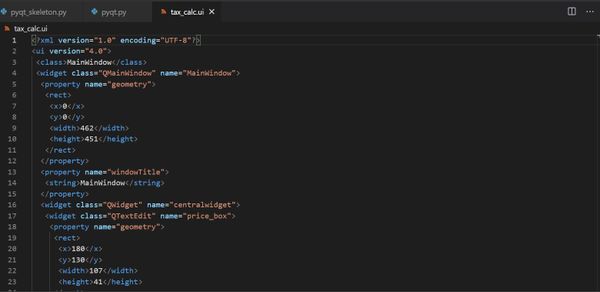 pyqt_skeleton.py pyqt.py tax_calc.ui
tax_calc.ui
1 <?xml version="1.0" encoding="UTF-8"?>
2 <ui version="4.0">
3 <class>MainWindow</class>
4 <widget class="QMainWindow" name="MainWindow">
5 <property name="geometry">
6 <rect>
7 <x>0</x>
8 <y>0</y>
9 <width>462</width>
10 <height>451</height>
11 </rect>
12 </property>
13 <property name="windowTitle">
14 <string>MainWindow</string>
15 </property>
16 <widget class="QWidget" name="centralwidget">
17 <widget class="QTextEdit" name="price_box">
18 <property name="geometry">
19 <rect>
20 <x>180</x>
21 <y>130</y>
22 <width>107</width>
23 <height>41</height>